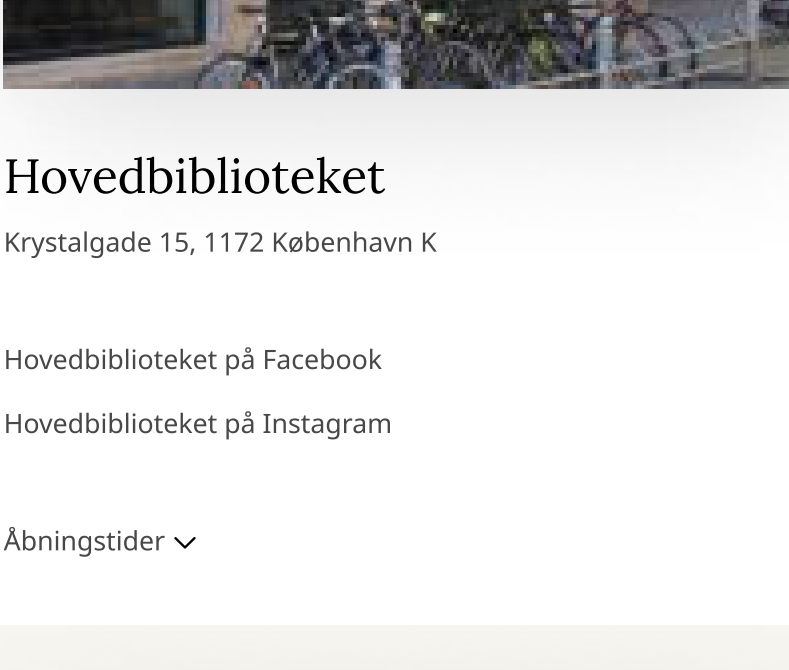 Hovedbiblioteket
Krystalgade 15, 1172 København K
Hovedbiblioteket på Facebook
Hovedbiblioteket på Instagram
Åbningstider